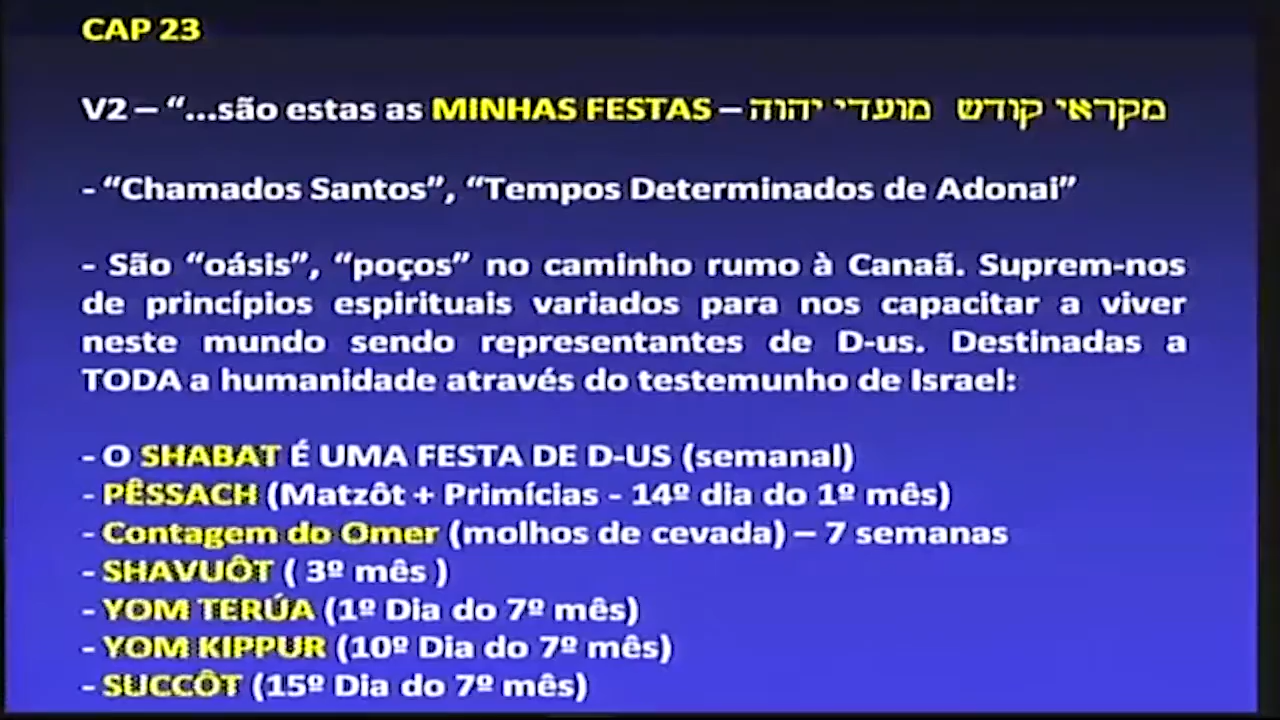 CAP 23
V2 – “...são estas as MINHAS FESTAS – מקראי קודש מועדי יהוה
- “Chamados Santos”, “Tempos Determinados de Adonai”
- São “oásis”, “poços” no caminho rumo à Canaã. Suprem-nos
de princípios espirituais variados para nos capacitar a viver
neste mundo sendo representantes de D-us. Destinadas a
TODA a humanidade através do testemunho de Israel:
- O SHABAT É UMA FESTA DE D-US (semanal)
- PÊSSACH (Matzôt + Primícias - 14º dia do 1º mês)
- Contagem do Omer (molhos de cevada) – 7 semanas
- SHAVUÔT ( 3º mês )
- YOM TERÚA (1º Dia do 7º mês)
- YOM KIPPUR (10º Dia do 7º mês)
- SUCCÔT (15º Dia do 7º mês)